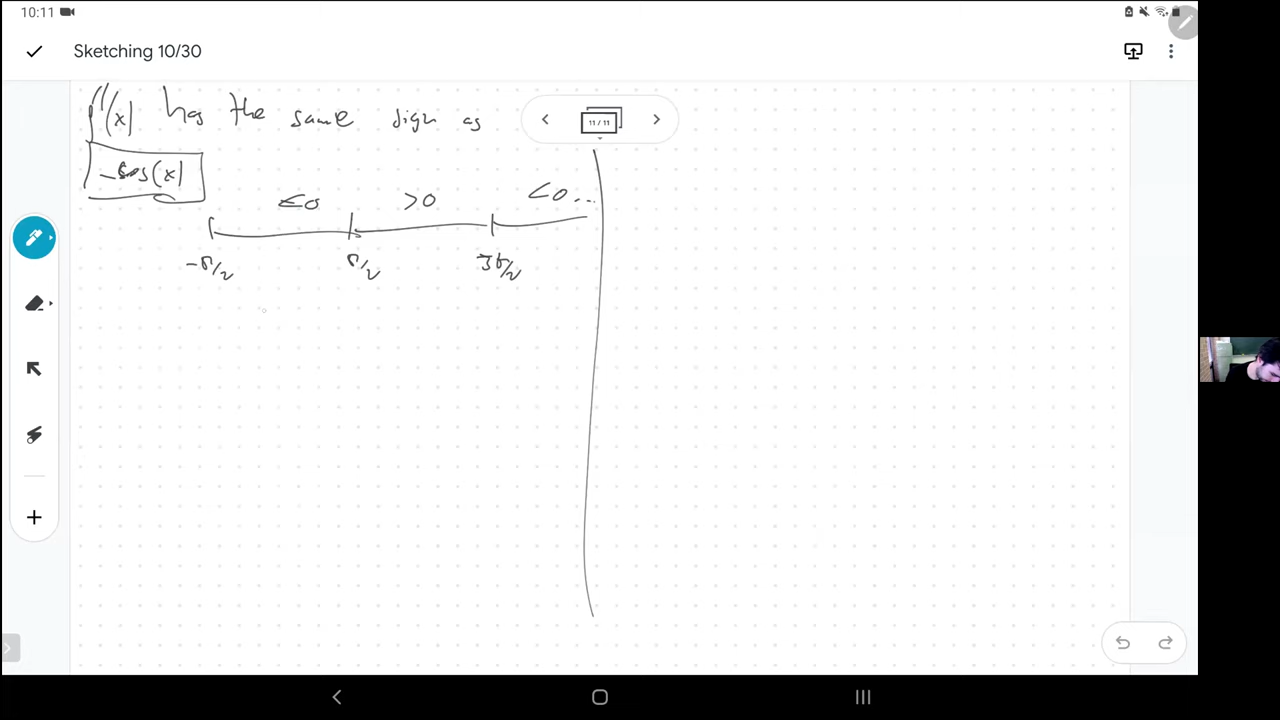 10:11
Sketching 10/30
f''(x) has the same sign as
11 / 11
-cos(x)
<0 >0 <0...
-π/2 π/2 3π/2